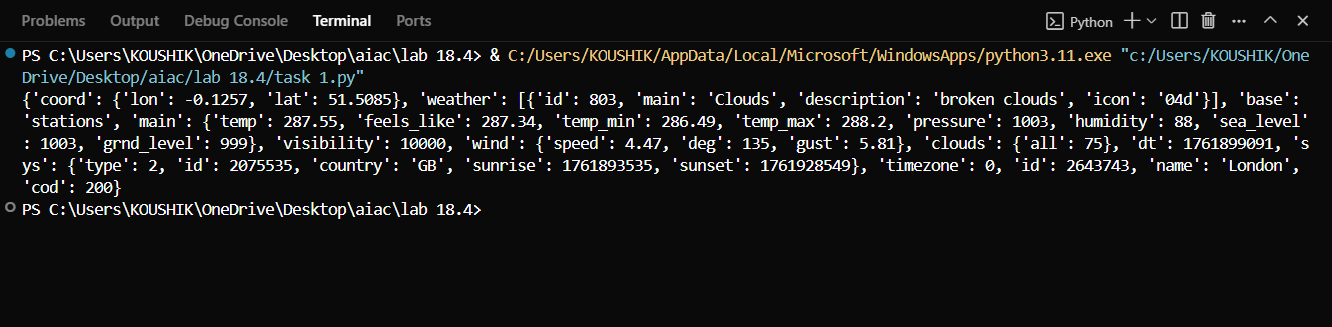 Problems Output Debug Console Terminal Ports Python
PS C:\Users\KOUSHIK\OneDrive\Desktop\aiac\lab 18.4> & C:/Users/KOUSHIK/AppData/Local/Microsoft/WindowsApps/python3.11.exe "c:/Users/KOUSHIK/One
Drive/Desktop/aiac/lab 18.4/task 1.py"
{'coord': {'lon': -0.1257, 'lat': 51.5085}, 'weather': [{'id': 803, 'main': 'Clouds', 'description': 'broken clouds', 'icon': '04d'}], 'base':
'stations', 'main': {'temp': 287.55, 'feels_like': 287.34, 'temp_min': 286.49, 'temp_max': 288.2, 'pressure': 1003, 'humidity': 88, 'sea_level'
: 1003, 'grnd_level': 999}, 'visibility': 10000, 'wind': {'speed': 4.47, 'deg': 135, 'gust': 5.81}, 'clouds': {'all': 75}, 'dt': 1761899091, 's
ys': {'type': 2, 'id': 2075535, 'country': 'GB', 'sunrise': 1761893535, 'sunset': 1761928549}, 'timezone': 0, 'id': 2643743, 'name': 'London',
'cod': 200}
PS C:\Users\KOUSHIK\OneDrive\Desktop\aiac\lab 18.4>